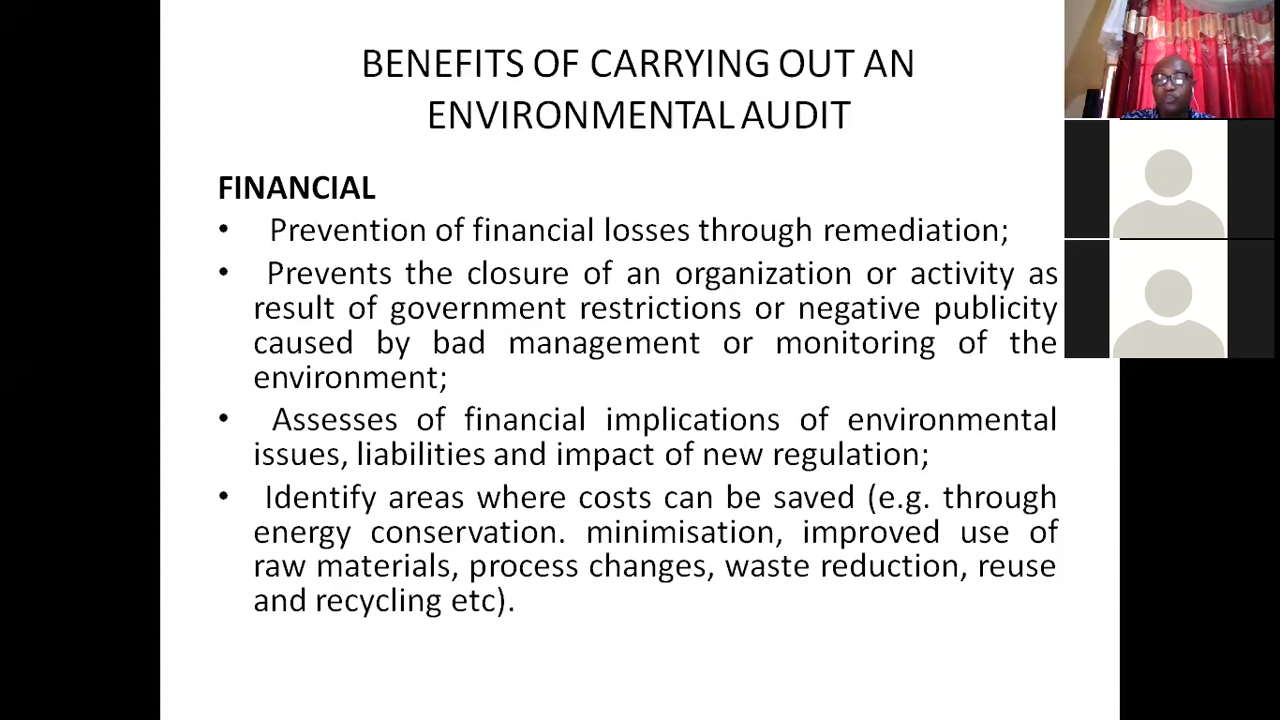 BENEFITS OF CARRYING OUT AN
ENVIRONMENTAL AUDIT
FINANCIAL
• Prevention of financial losses through remediation;
• Prevents the closure of an organization or activity as
result of government restrictions or negative publicity
caused by bad management or monitoring of the
environment;
• Assesses of financial implications of environmental
issues, liabilities and impact of new regulation;
• Identify areas where costs can be saved (e.g. through
energy conservation. minimisation, improved use of
raw materials, process changes, waste reduction, reuse
and recycling etc).